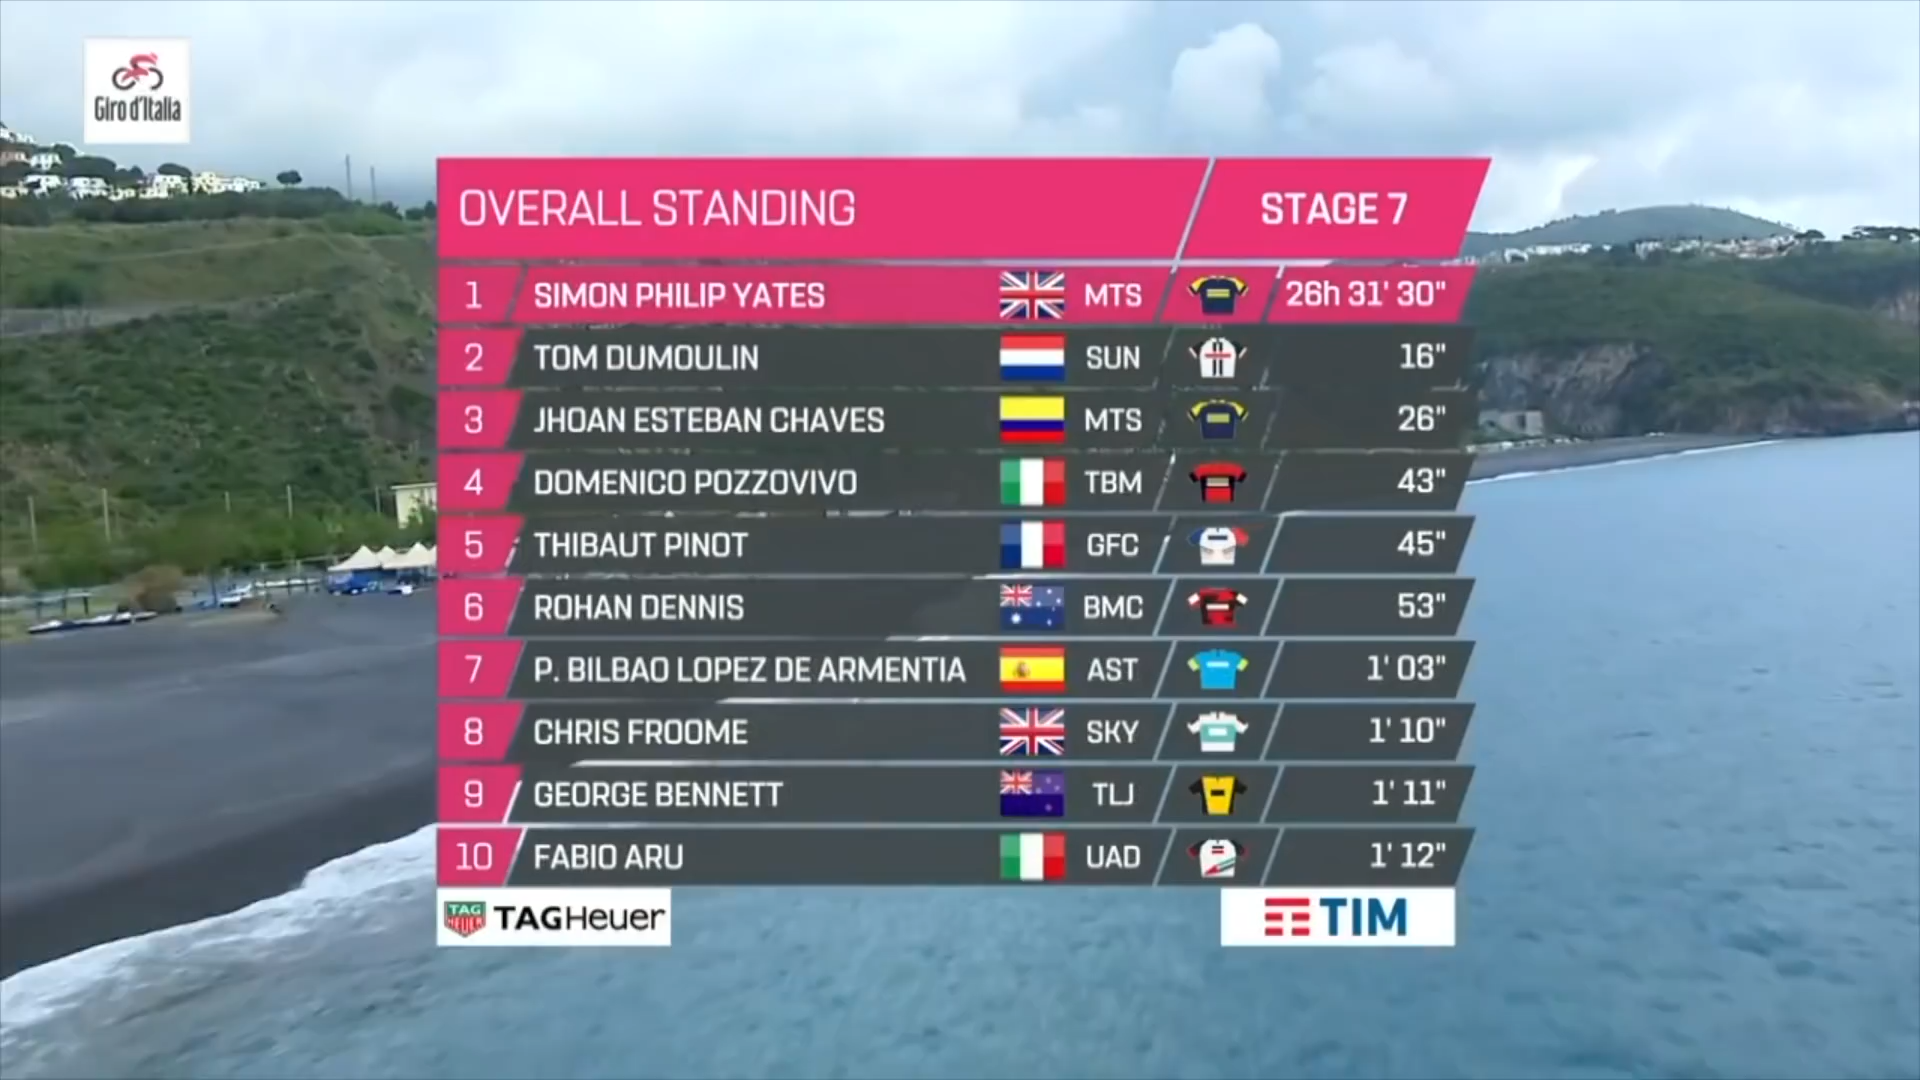 Giro d'Italia
OVERALL STANDING STAGE 7
1 SIMON PHILIP YATES MTS 26h 31' 30"
2 TOM DUMOULIN SUN 16"
3 JHOAN ESTEBAN CHAVES MTS 26"
4 DOMENICO POZZOVIVO TBM 43"
5 THIBAUT PINOT GFC 45"
6 ROHAN DENNIS BMC 53"
7 P. BILBAO LOPEZ DE ARMENTIA AST 1' 03"
8 CHRIS FROOME SKY 1' 10"
9 GEORGE BENNETT TLJ 1' 11"
10 FABIO ARU UAD 1' 12"
TAG HEUER TAGHeuer TIM